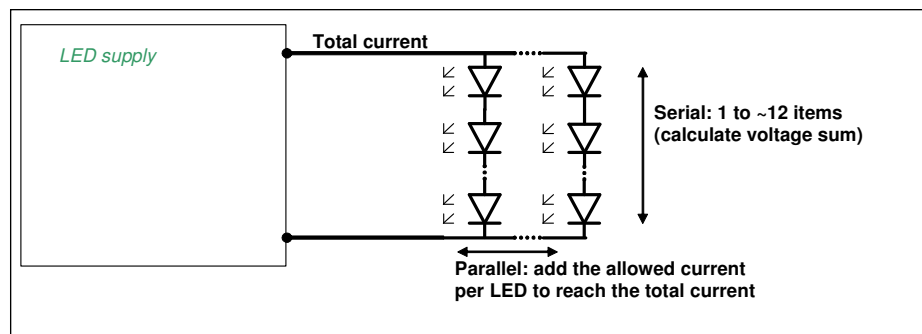 LED supply
Total current
Serial: 1 to ~12 items
(calculate voltage sum)
Parallel: add the allowed current
per LED to reach the total current